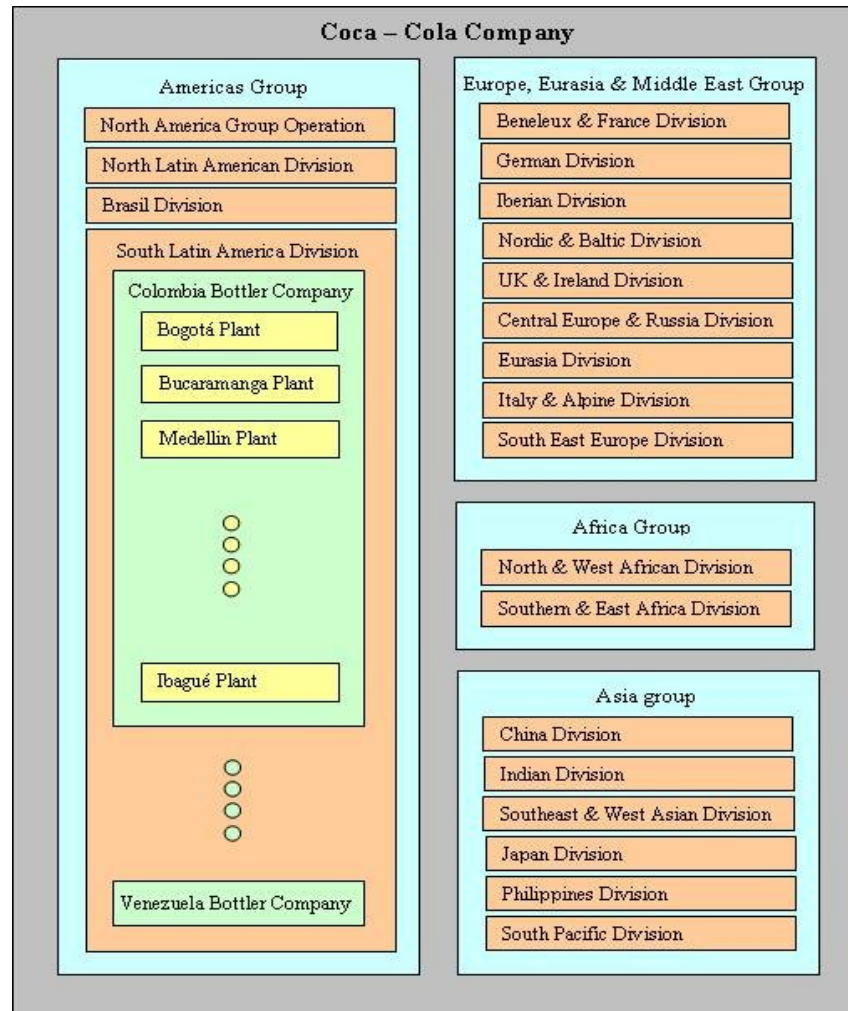 Coca – Cola Company
Americas Group
North America Group Operation
North Latin American Division
Brasil Division
South Latin America Division
Colombia Bottler Company
Bogotá Plant
Bucaramanga Plant
Medellin Plant
Ibagué Plant
Venezuela Bottler Company
Europe, Eurasia & Middle East Group
Beneleux & France Division
German Division
Iberian Division
Nordic & Baltic Division
UK & Ireland Division
Central Europe & Russia Division
Eurasia Division
Italy & Alpine Division
South East Europe Division
Africa Group
North & West African Division
Southern & East Africa Division
Asia group
China Division
Indian Division
Southeast & West Asian Division
Japan Division
Philippines Division
South Pacific Division